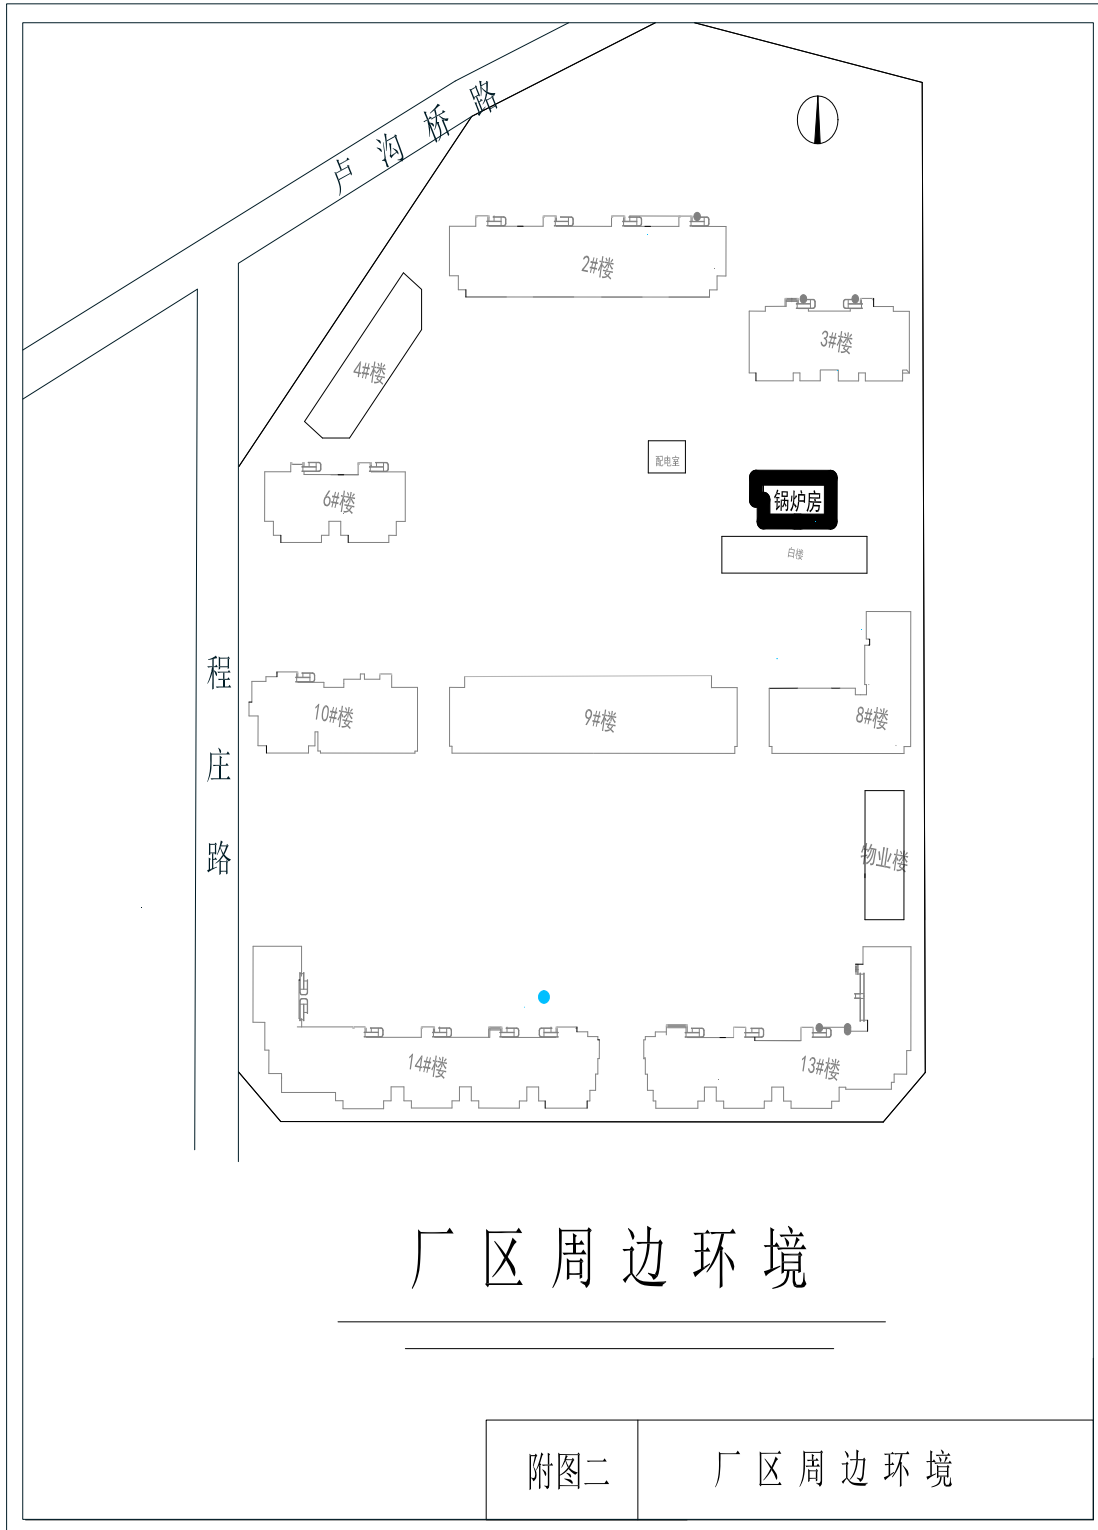 卢沟桥路
2#楼
3#楼
4#楼
配电室
6#楼
锅炉房
白楼
程庄路
10#楼
9#楼
8#楼
物业楼
14#楼
13#楼
厂区周边环境
附图二
厂区周边环境